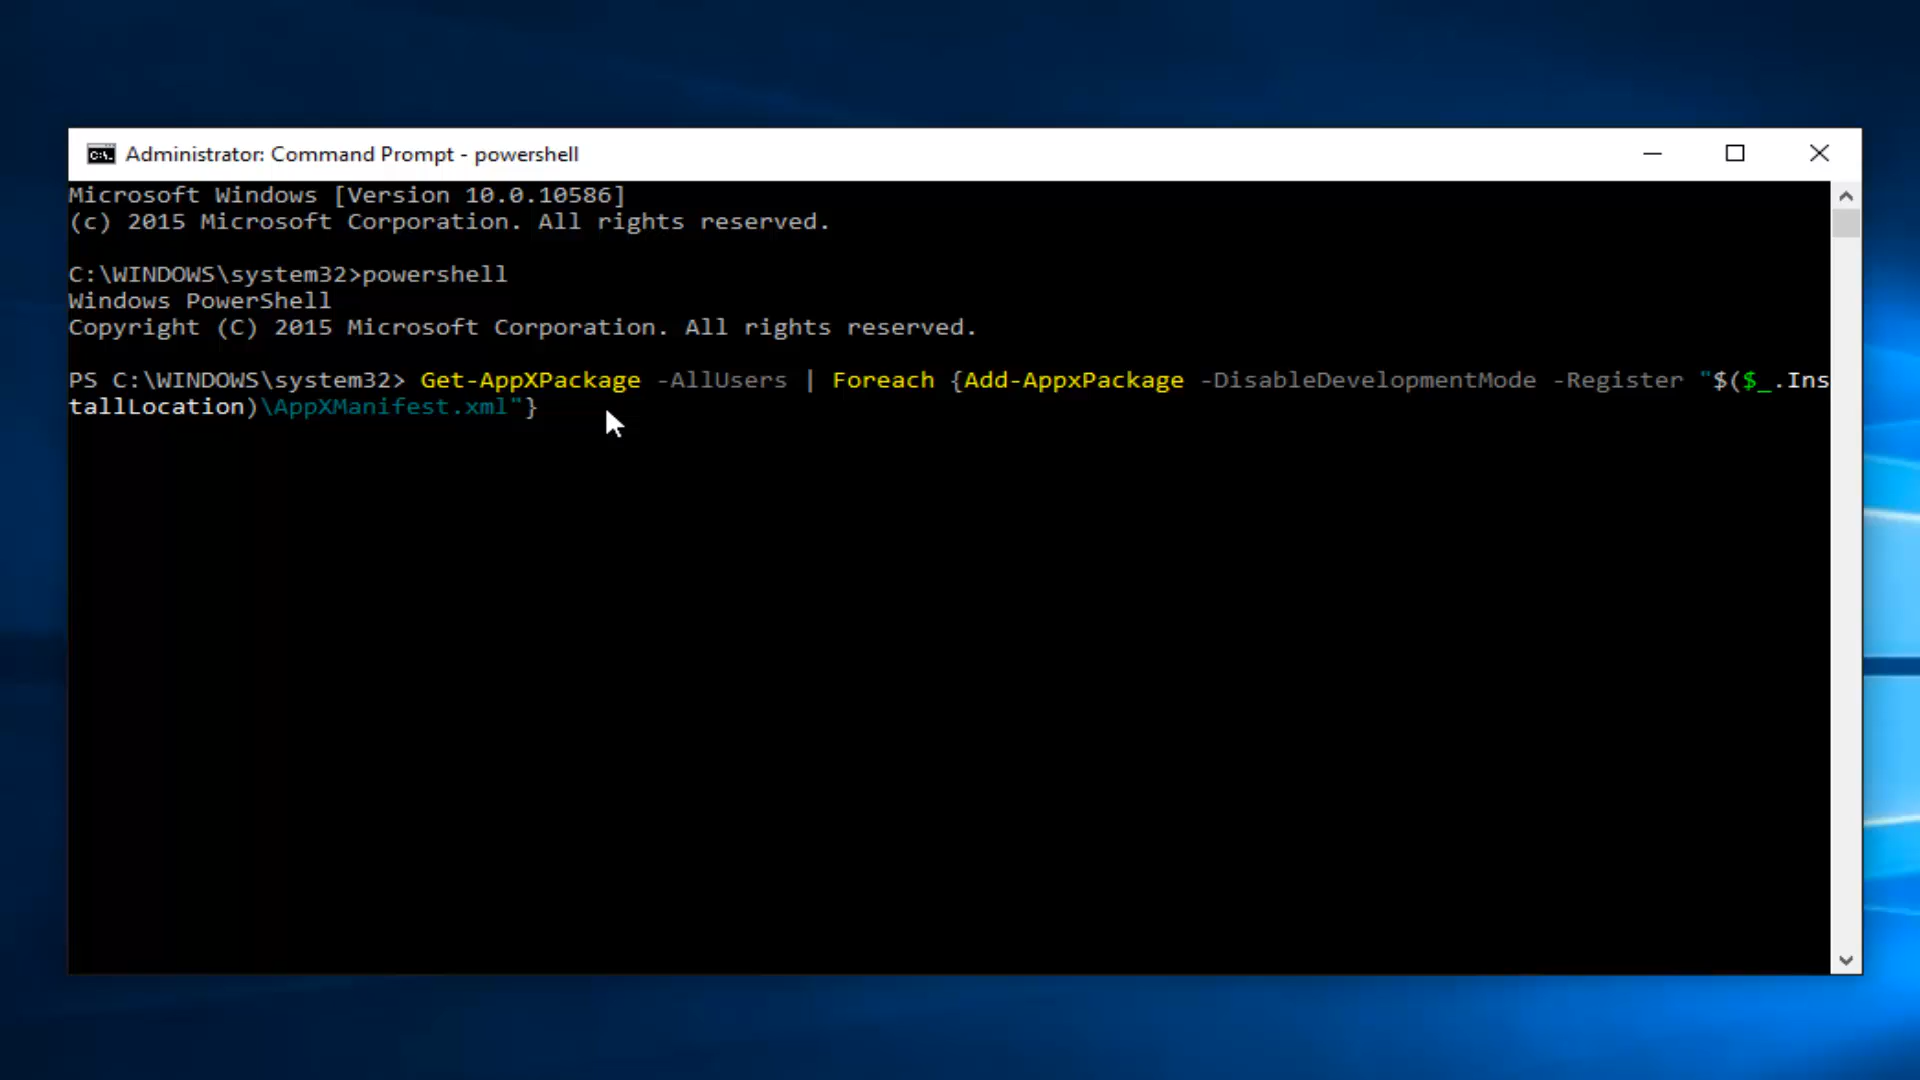 Administrator: Command Prompt - powershell
Microsoft Windows [Version 10.0.10586]
(c) 2015 Microsoft Corporation. All rights reserved.
C:\WINDOWS\system32>powershell
Windows PowerShell
Copyright (C) 2015 Microsoft Corporation. All rights reserved.
PS C:\WINDOWS\system32> Get-AppXPackage -AllUsers | Foreach {Add-AppxPackage -DisableDevelopmentMode -Register "$($_.Ins
tallLocation)\AppXManifest.xml"}